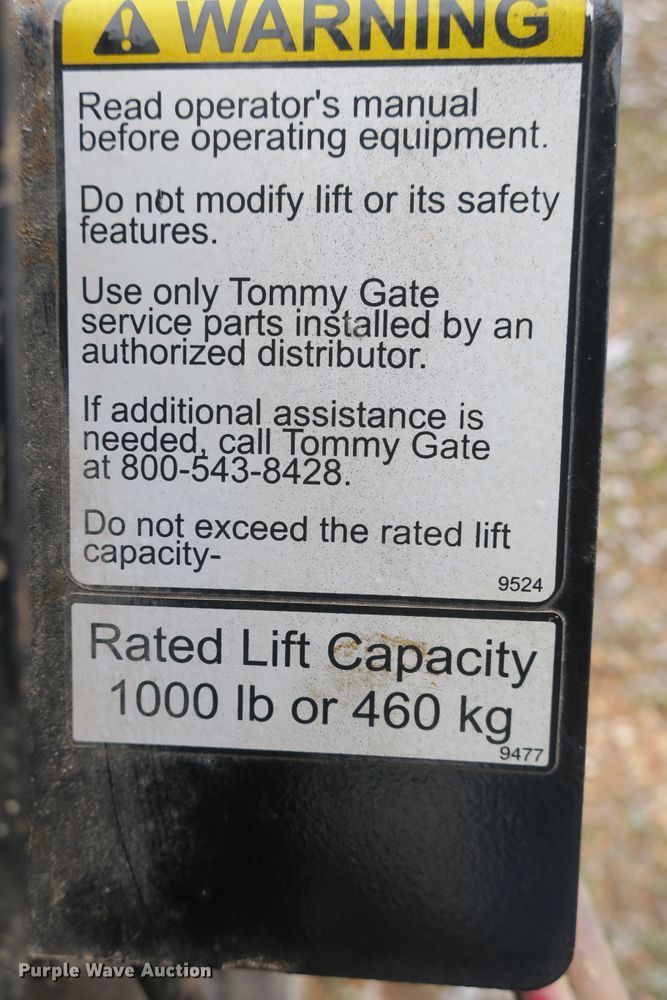 WARNING
Read operator's manual
before operating equipment.
Do not modify lift or its safety
features.
Use only Tommy Gate
service parts installed by an
authorized distributor.
If additional assistance is
needed, call Tommy Gate
at 800-543-8428.
Do not exceed the rated lift
capacity-
9524
Rated Lift Capacity
1000 lb or 460 kg
9477
Purple Wave Auction